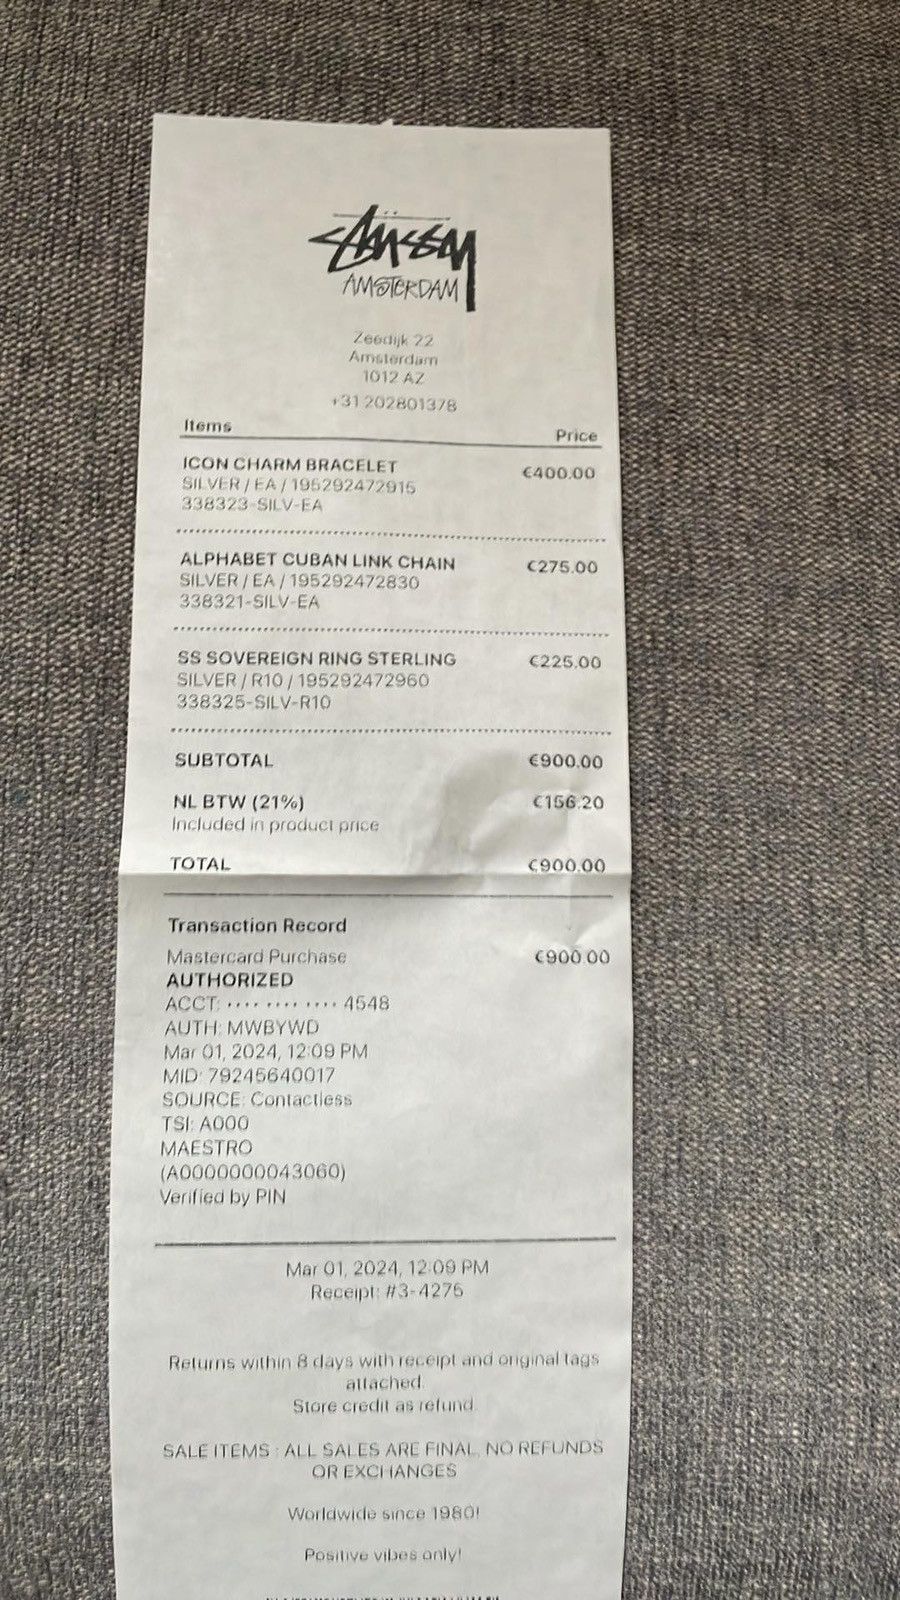 Stüssy
AMSTERDAM
Zeedijk 22
Amsterdam
1012 AZ
+31 202801378
Items Price
ICON CHARM BRACELET €400.00
SILVER / EA / 195292472915
338323-SILV-EA
ALPHABET CUBAN LINK CHAIN €275.00
SILVER / EA / 195292472830
338321-SILV-EA
SS SOVEREIGN RING STERLING €225.00
SILVER / R10 / 195292472960
338325-SILV-R10
SUBTOTAL €900.00
NL BTW (21%) €156.20
Included in product price
TOTAL €900.00
Transaction Record
Mastercard Purchase €900.00
AUTHORIZED
ACCT: •••• •••• •••• 4548
AUTH: MWBYWD
Mar 01, 2024, 12:09 PM
MID: 79245640017
SOURCE: Contactless
TSI: A000
MAESTRO
(A0000000043060)
Verified by PIN
Mar 01, 2024, 12:09 PM
Receipt: #3-4275
Returns within 8 days with receipt and original tags
attached.
Store credit as refund.
SALE ITEMS : ALL SALES ARE FINAL, NO REFUNDS
OR EXCHANGES
Worldwide since 1980!
Positive vibes only!